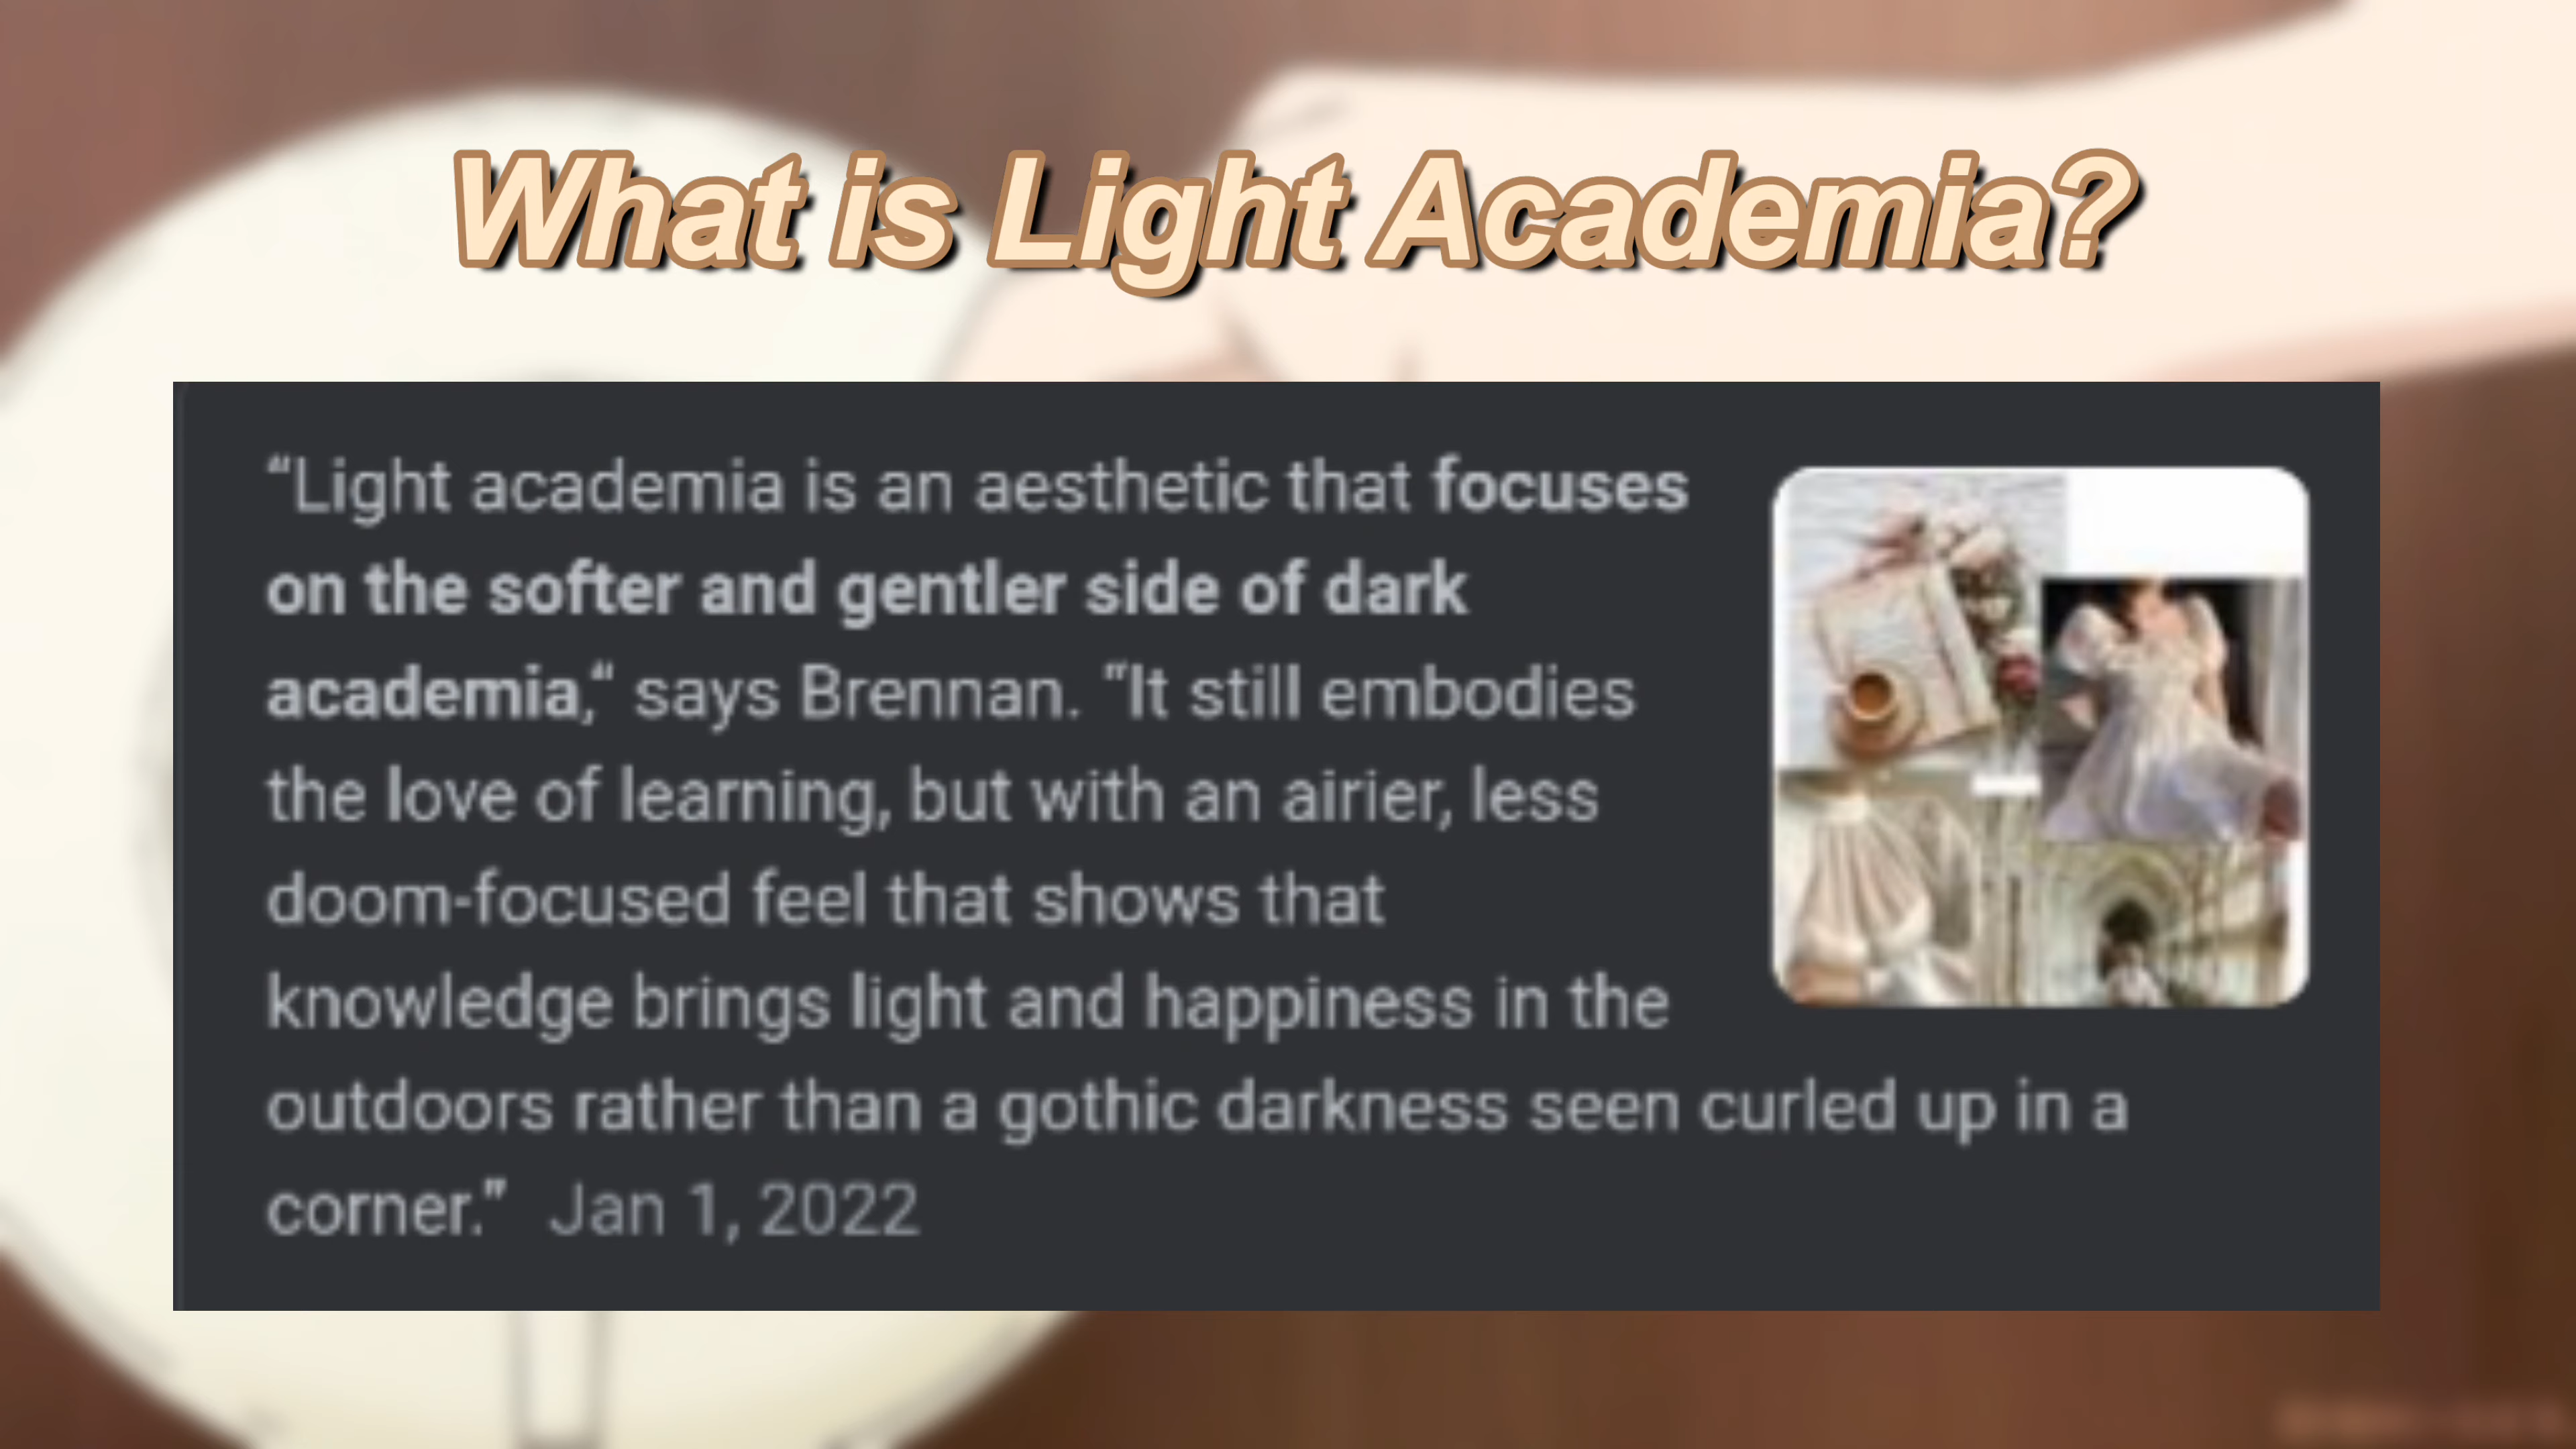 What is Light Academia?
“Light academia is an aesthetic that focuses
on the softer and gentler side of dark
academia,“ says Brennan. “It still embodies
the love of learning, but with an airier, less
doom-focused feel that shows that
knowledge brings light and happiness in the
outdoors rather than a gothic darkness seen curled up in a
corner.” Jan 1, 2022